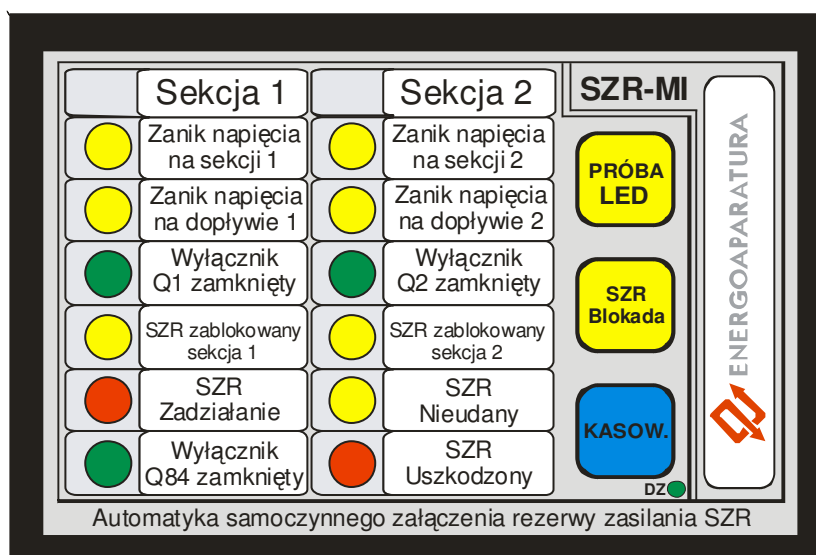 Sekcja 1
Sekcja 2
SZR-MI
Zanik napięcia
na sekcji 1
Zanik napięcia
na sekcji 2
Zanik napięcia
na dopływie 1
Zanik napięcia
na dopływie 2
Wyłącznik
Q1 zamknięty
Wyłącznik
Q2 zamknięty
SZR zablokowany
sekcja 1
SZR zablokowany
sekcja 2
SZR
Zadziałanie
SZR
Nieudany
Wyłącznik
Q84 zamknięty
SZR
Uszkodzony
PRÓBA
LED
SZR
Blokada
KASOW.
DZ
ENERGOAPARATURA
Automatyka samoczynnego załączenia rezerwy zasilania SZR